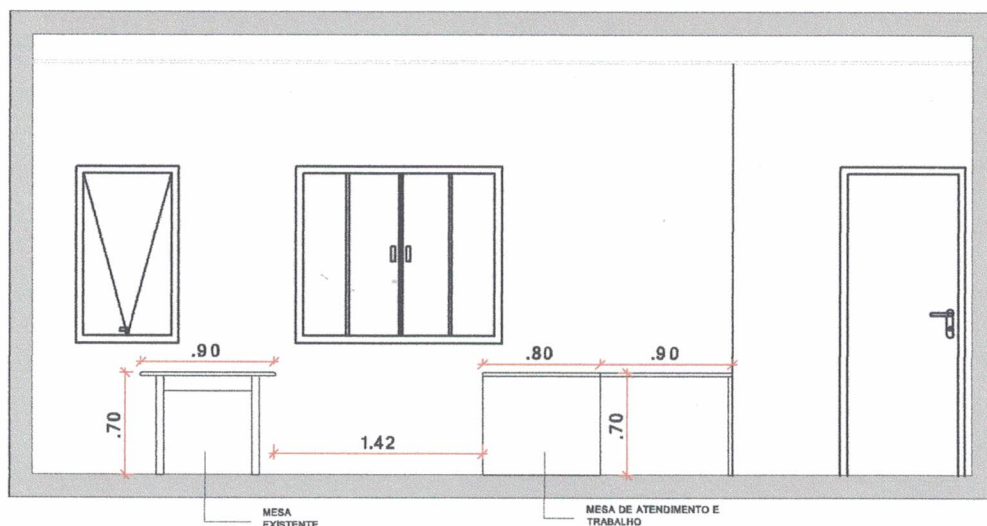 .90
.80
.90
.70
1.42
.70
MESA
EXISTENTE
MESA DE ATENDIMENTO E
TRABALHO